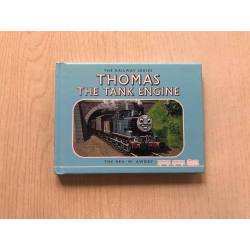 THE RAILWAY SERIES
THOMAS
THE TANK ENGINE
THE REV. W. AWDRY